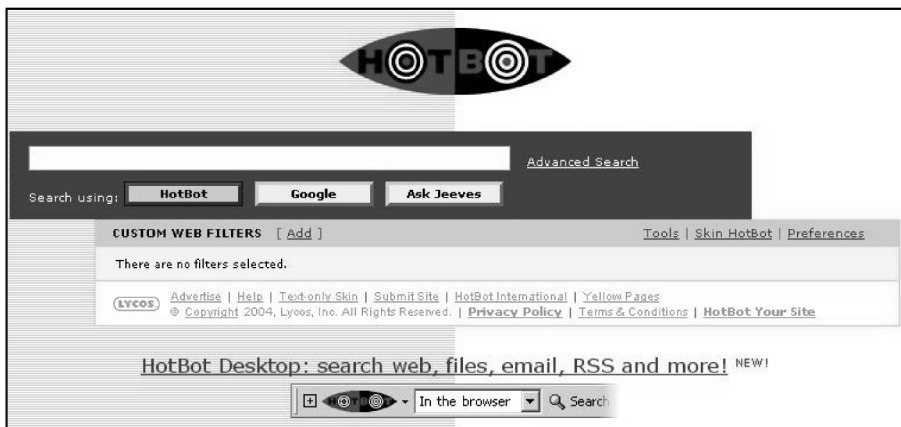 HOTBOT
Advanced Search
Search using: HotBot Google Ask Jeeves
CUSTOM WEB FILTERS [ Add ] Tools | Skin HotBot | Preferences
There are no filters selected.
LYCOS Advertise | Help | Text-only Skin | Submit Site | HotBot International | Yellow Pages
© Copyright 2004, Lycos, Inc. All Rights Reserved. | Privacy Policy | Terms & Conditions | HotBot Your Site
HotBot Desktop: search web, files, email, RSS and more! NEW!
HOTBOT In the browser Search